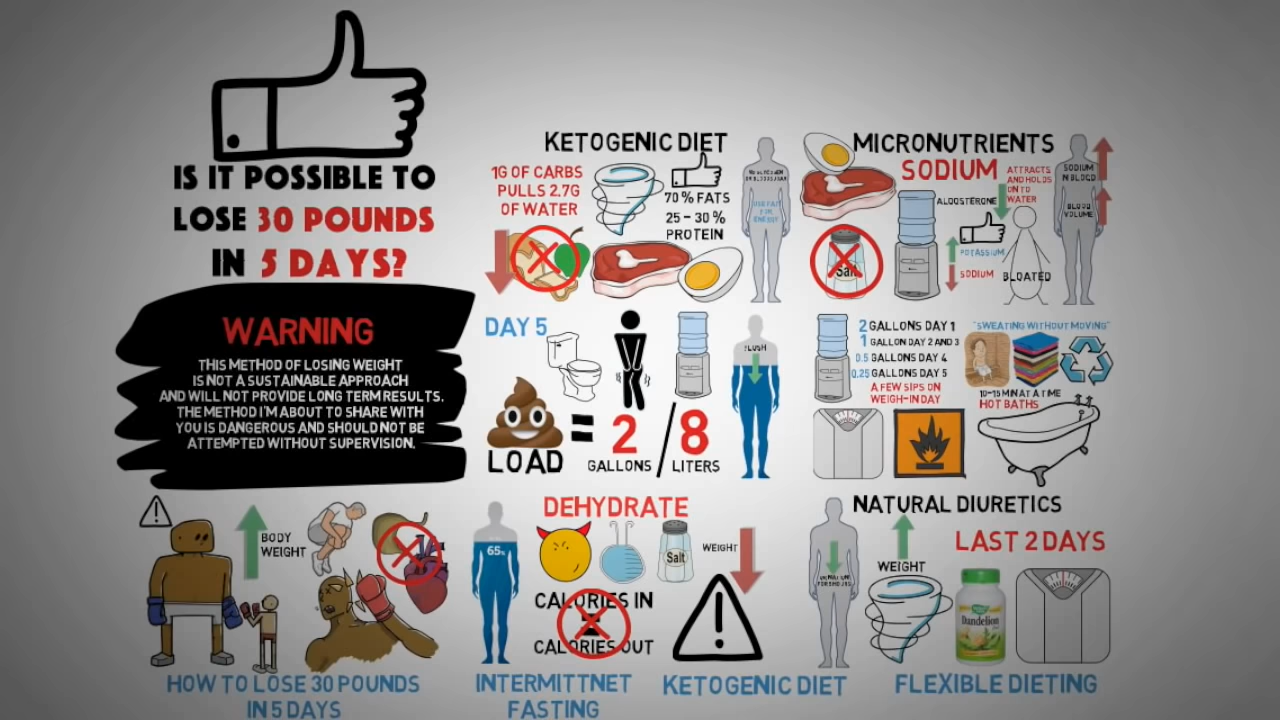 IS IT POSSIBLE TO
LOSE 30 POUNDS
IN 5 DAYS?
WARNING
THIS METHOD OF LOSING WEIGHT
IS NOT A SUSTAINABLE APPROACH
AND WILL NOT PROVIDE LONG TERM RESULTS.
THE METHOD I'M ABOUT TO SHARE WITH
YOU IS DANGEROUS AND SHOULD NOT BE
ATTEMPTED WITHOUT SUPERVISION.
BODY
WEIGHT
HOW TO LOSE 30 POUNDS
IN 5 DAYS
KETOGENIC DIET
1G OF CARBS
PULLS 2.7G
OF WATER
70% FATS
25-30%
PROTEIN
USE FAT
FOR
ENERGY
MICRONUTRIENTS
SODIUM
ATTRACTS
AND HOLDS
ONTO
WATER
ALDOSTERONE
Salt
POTASSIUM
SODIUM
BLOATED
SODIUM
N BLOCD
BLOOD
VOLUME
DAY 5
LOAD
=
2 / 8
GALLONS
LITERS
FLUSH
2 GALLONS DAY 1
1 GALLON DAY 2 AND 3
0.5 GALLONS DAY 4
0.25 GALLONS DAY 5
A FEW SIPS ON
WEIGH-IN DAY
"SWEATING WITHOUT MOVING"
10-15 MIN AT A TIME
HOT BATHS
DEHYDRATE
65%
Salt
WEIGHT
CALORIES IN
=
CALORIES OUT
INTERMITTNET
FASTING
KETOGENIC DIET
NATURAL DIURETICS
LAST 2 DAYS
WEIGHT
Dandelion
FLEXIBLE DIETING